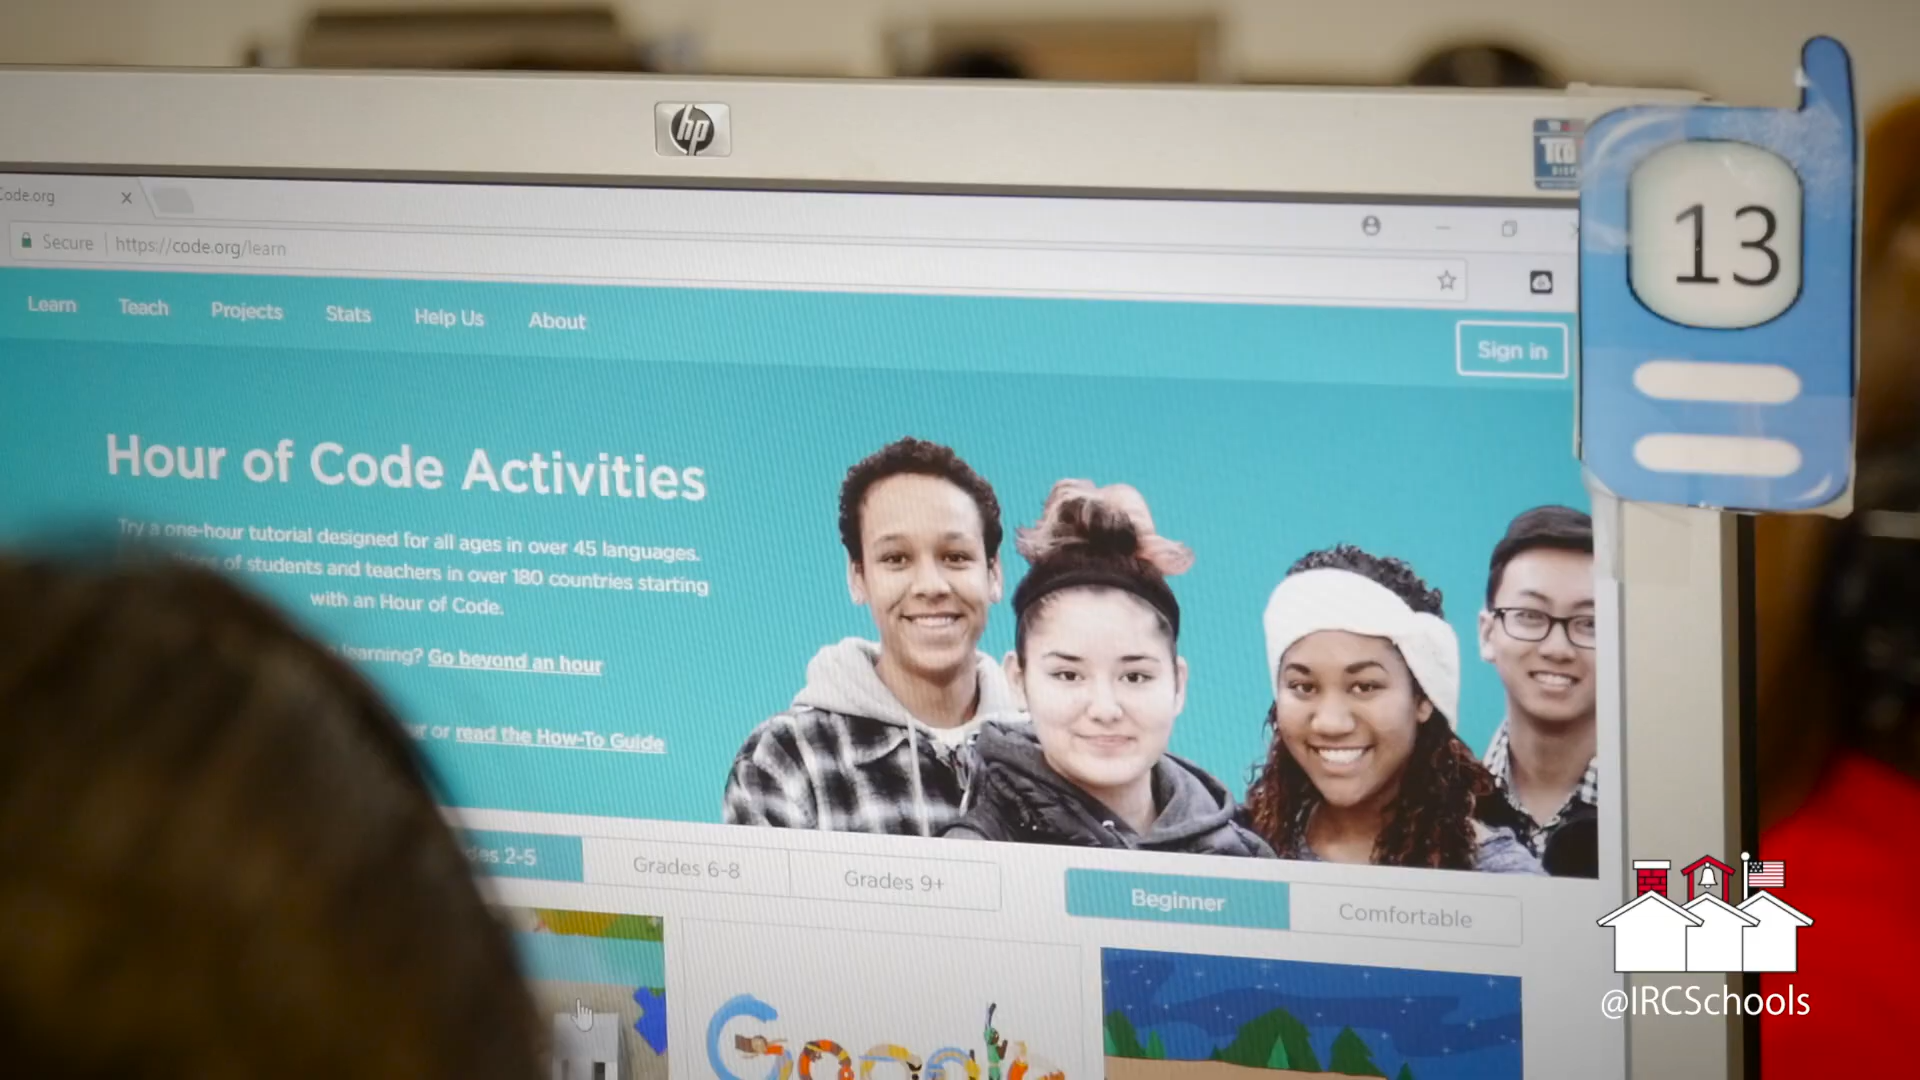 hp
Code.org
Secure https://code.org/learn
13
Learn Teach Projects Stats Help Us About
Sign in
Hour of Code Activities
Try a one-hour tutorial designed for all ages in over 45 languages.
of students and teachers in over 180 countries starting
with an Hour of Code.
learning? Go beyond an hour
or read the How-To Guide
2-5 Grades 6-8 Grades 9+ Beginner Comfortable
Google
@IRCSchools